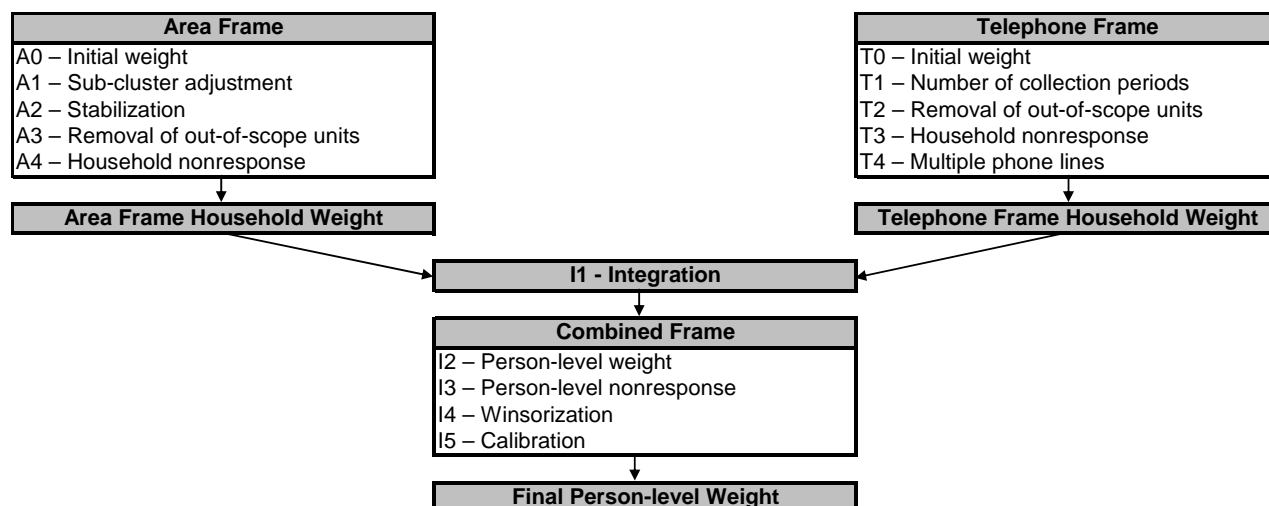 Area Frame
A0 – Initial weight
A1 – Sub-cluster adjustment
A2 – Stabilization
A3 – Removal of out-of-scope units
A4 – Household nonresponse
Area Frame Household Weight
Telephone Frame
T0 – Initial weight
T1 – Number of collection periods
T2 – Removal of out-of-scope units
T3 – Household nonresponse
T4 – Multiple phone lines
Telephone Frame Household Weight
I1 - Integration
Combined Frame
I2 – Person-level weight
I3 – Person-level nonresponse
I4 – Winsorization
I5 – Calibration
Final Person-level Weight